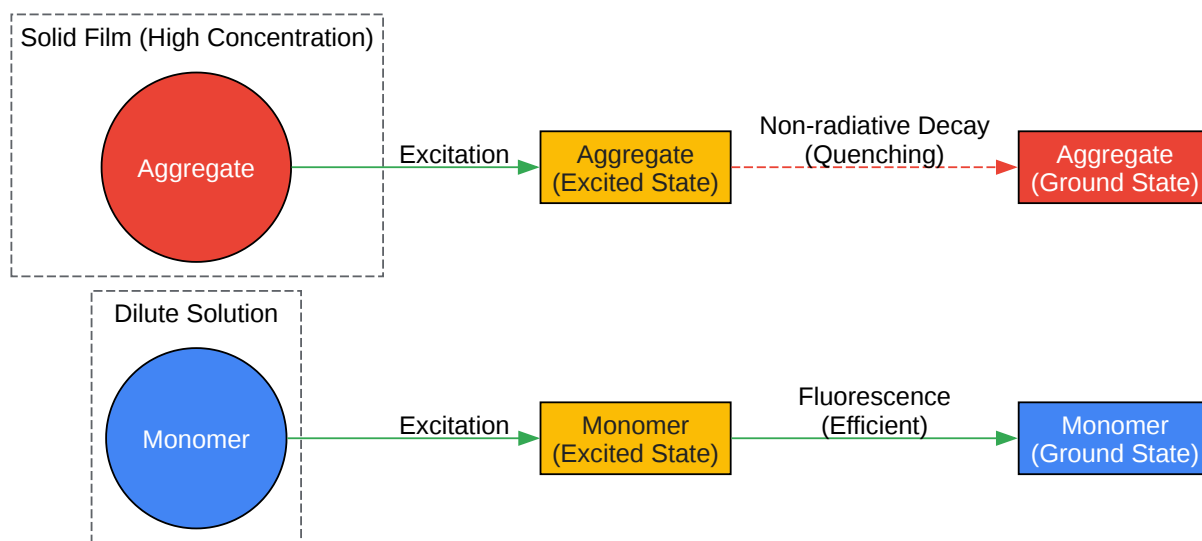 Solid Film (High Concentration)
Aggregate
Excitation
Aggregate
(Excited State)
Non-radiative Decay
(Quenching)
Aggregate
(Ground State)
Dilute Solution
Monomer
Excitation
Monomer
(Excited State)
Fluorescence
(Efficient)
Monomer
(Ground State)